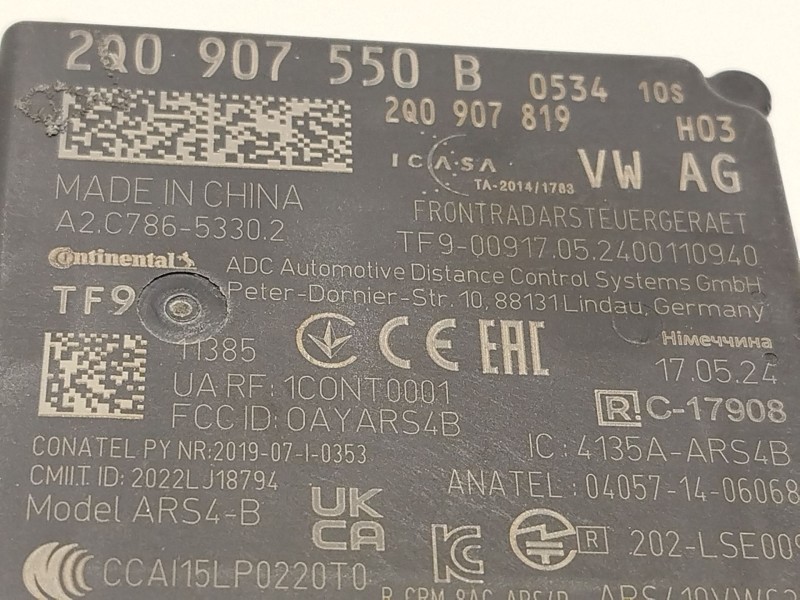 2Q0 907 550 B 0534 10S
2Q0 907 819 H03
ICASA VW AG
TA-2014/1783
MADE IN CHINA
A2.C786-5330.2
FRONTRADARSTEUERGERAET
TF9-00917.05.2400110940
Continental
ADC Automotive Distance Control Systems GmbH
TF9 Peter-Dornier-Str. 10, 88131 Lindau, Germany
Німеччина
11385 CE EAC
17.05.24
UA RF: 1CONT0001
R C-17908
FCC ID: OAYARS4B
CONATEL PY NR:2019-07-I-0353
IC: 4135A-ARS4B
CMIIT ID: 2022LJ18794
ANATEL: 04057-14-06068
Model ARS4-B
UK
CA
CCC CCAI15LP0220T0
KC R 202-LSE009